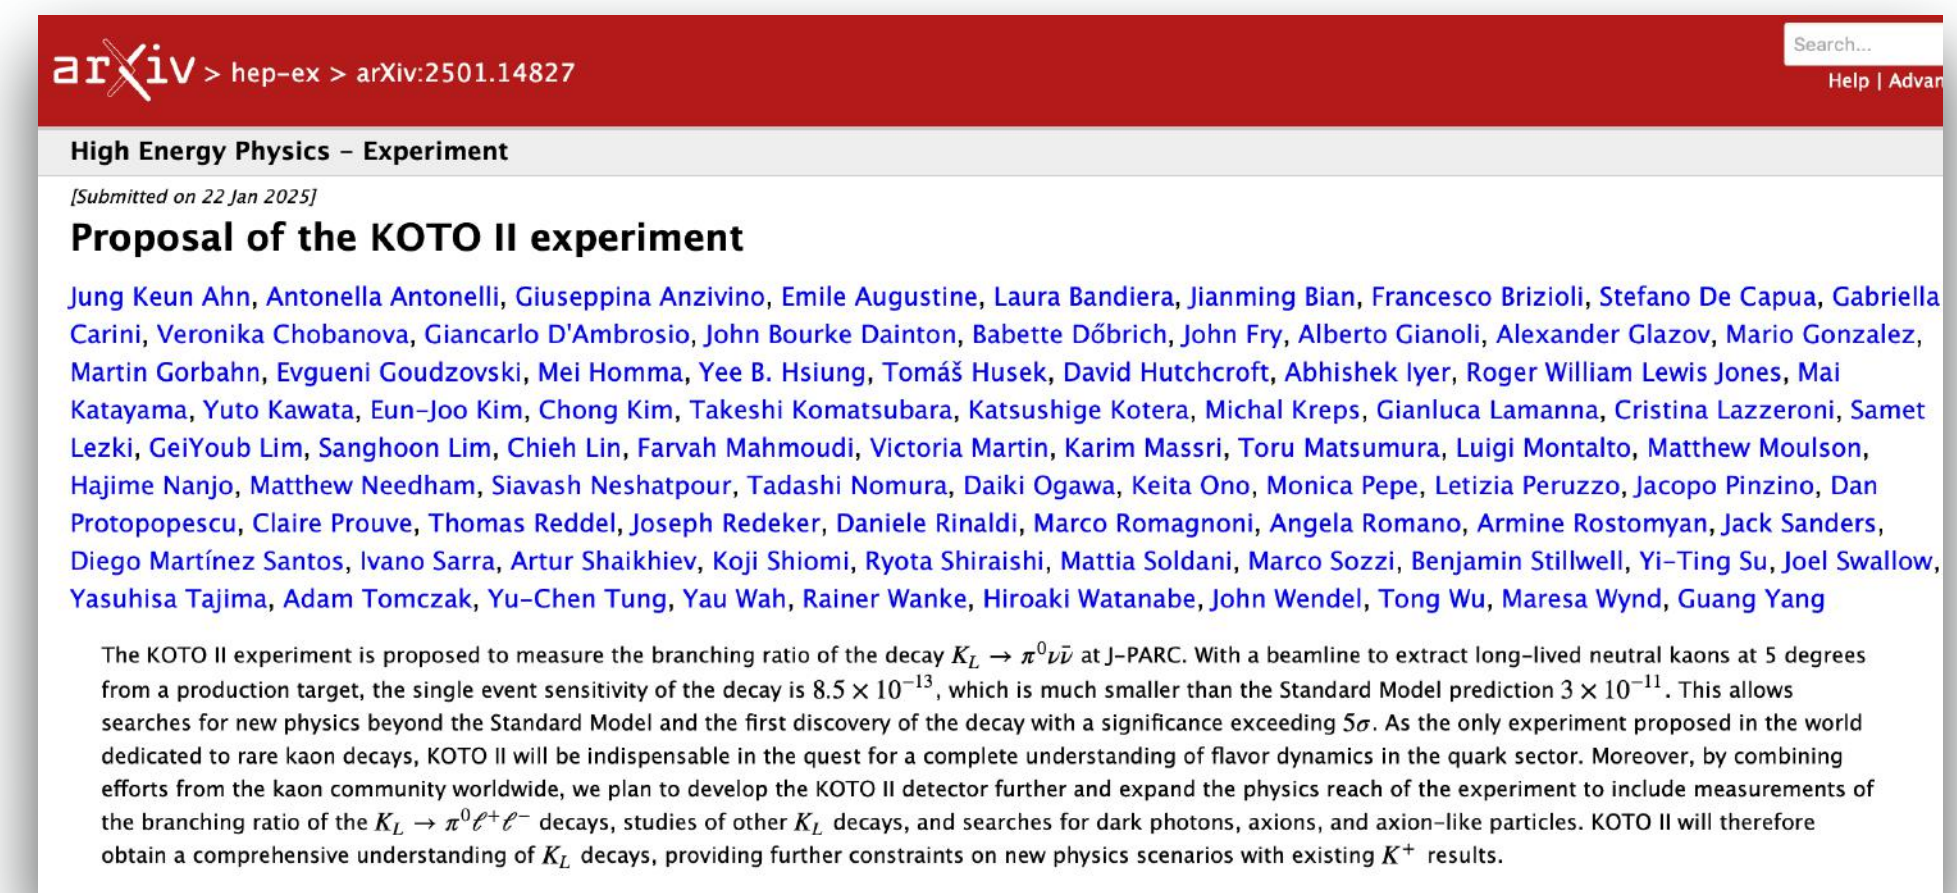 arXiv > hep-ex > arXiv:2501.14827
Search...
Help | Advan
High Energy Physics – Experiment
[Submitted on 22 Jan 2025]
Proposal of the KOTO II experiment
Jung Keun Ahn, Antonella Antonelli, Giuseppina Anzivino, Emile Augustine, Laura Bandiera, Jianming Bian, Francesco Brizioli, Stefano De Capua, Gabriella
Carini, Veronika Chobanova, Giancarlo D'Ambrosio, John Bourke Dainton, Babette Dőbrich, John Fry, Alberto Gianoli, Alexander Glazov, Mario Gonzalez,
Martin Gorbahn, Evgueni Goudzovski, Mei Homma, Yee B. Hsiung, Tomáš Husek, David Hutchcroft, Abhishek Iyer, Roger William Lewis Jones, Mai
Katayama, Yuto Kawata, Eun-Joo Kim, Chong Kim, Takeshi Komatsubara, Katsushige Kotera, Michal Kreps, Gianluca Lamanna, Cristina Lazzeroni, Samet
Lezki, GeiYoub Lim, Sanghoon Lim, Chieh Lin, Farvah Mahmoudi, Victoria Martin, Karim Massri, Toru Matsumura, Luigi Montalto, Matthew Moulson,
Hajime Nanjo, Matthew Needham, Siavash Neshatpour, Tadashi Nomura, Daiki Ogawa, Keita Ono, Monica Pepe, Letizia Peruzzo, Jacopo Pinzino, Dan
Protopopescu, Claire Prouve, Thomas Reddel, Joseph Redeker, Daniele Rinaldi, Marco Romagnoni, Angela Romano, Armine Rostomyan, Jack Sanders,
Diego Martínez Santos, Ivano Sarra, Artur Shaikhiev, Koji Shiomi, Ryota Shiraishi, Mattia Soldani, Marco Sozzi, Benjamin Stillwell, Yi-Ting Su, Joel Swallow,
Yasuhisa Tajima, Adam Tomczak, Yu-Chen Tung, Yau Wah, Rainer Wanke, Hiroaki Watanabe, John Wendel, Tong Wu, Maresa Wynd, Guang Yang
The KOTO II experiment is proposed to measure the branching ratio of the decay K_L → π⁰νν̄ at J-PARC. With a beamline to extract long-lived neutral kaons at 5 degrees
from a production target, the single event sensitivity of the decay is 8.5 × 10⁻¹³, which is much smaller than the Standard Model prediction 3 × 10⁻¹¹. This allows
searches for new physics beyond the Standard Model and the first discovery of the decay with a significance exceeding 5σ. As the only experiment proposed in the world
dedicated to rare kaon decays, KOTO II will be indispensable in the quest for a complete understanding of flavor dynamics in the quark sector. Moreover, by combining
efforts from the kaon community worldwide, we plan to develop the KOTO II detector further and expand the physics reach of the experiment to include measurements of
the branching ratio of the K_L → π⁰ℓ⁺ℓ⁻ decays, studies of other K_L decays, and searches for dark photons, axions, and axion-like particles. KOTO II will therefore
obtain a comprehensive understanding of K_L decays, providing further constraints on new physics scenarios with existing K⁺ results.